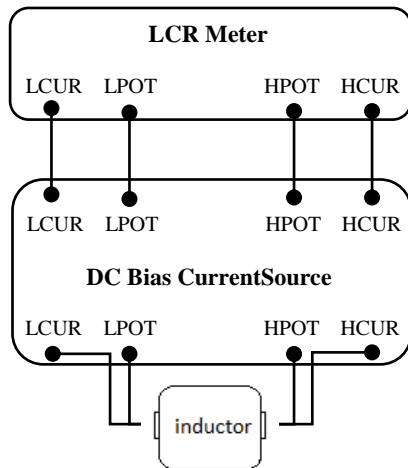 LCR Meter
LCUR LPOT HPOT HCUR
LCUR LPOT HPOT HCUR
DC Bias CurrentSource
LCUR LPOT HPOT HCUR
inductor